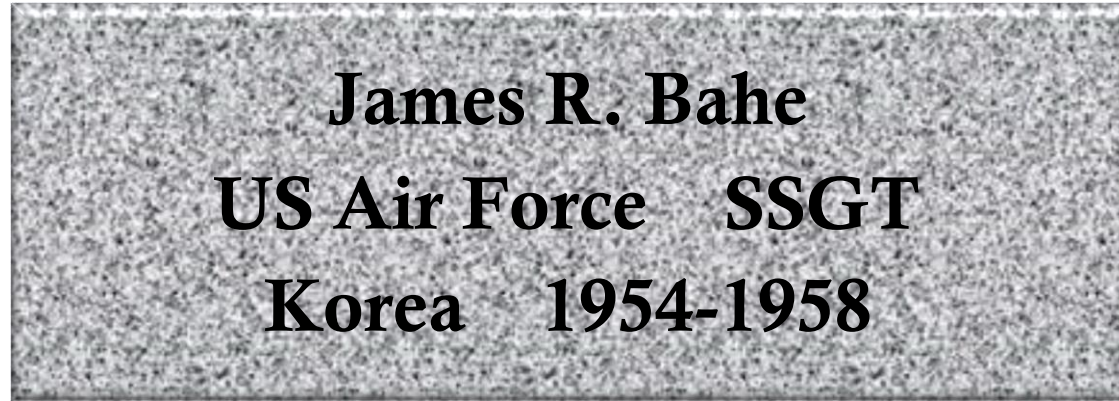 James R. Bahe
US Air Force SSGT
Korea 1954-1958